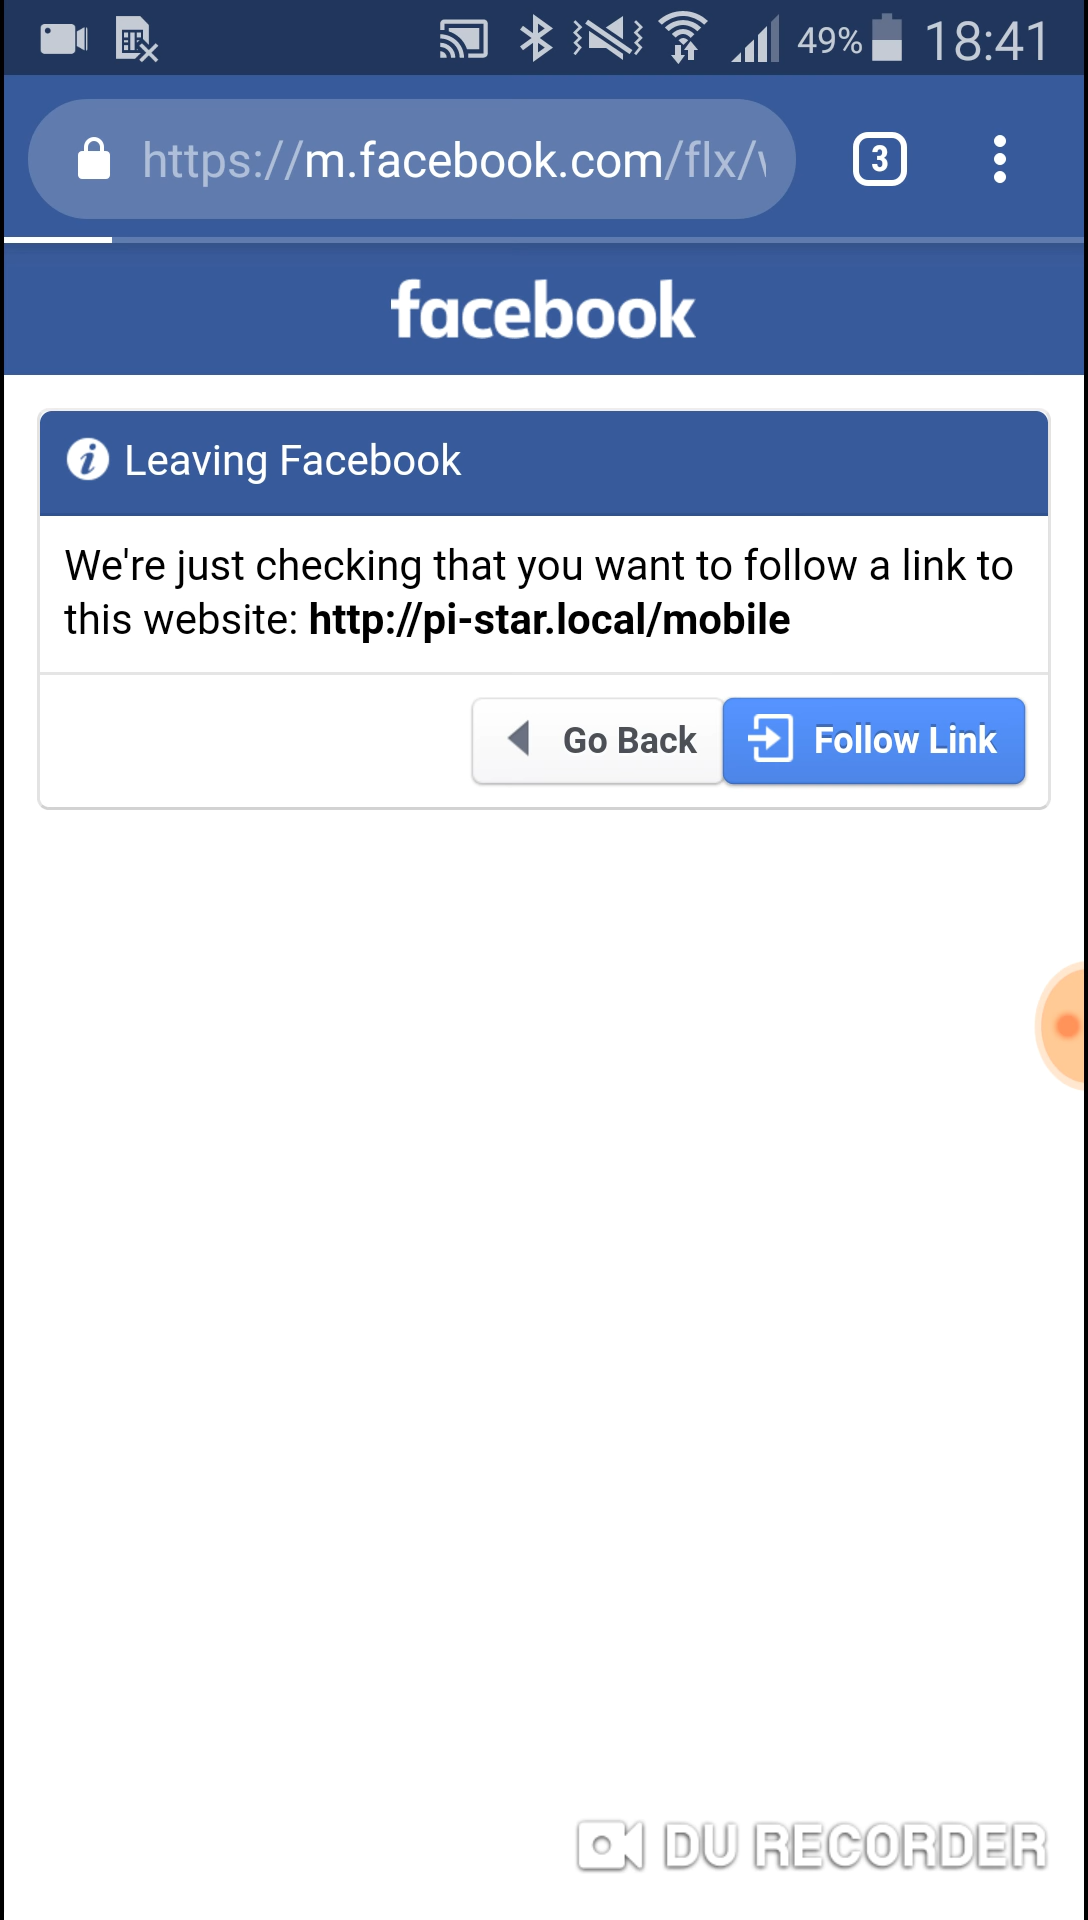 49% 18:41
https://m.facebook.com/flx/
3
facebook
i Leaving Facebook
We're just checking that you want to follow a link to
this website: http://pi-star.local/mobile
Go Back Follow Link
DU RECORDER